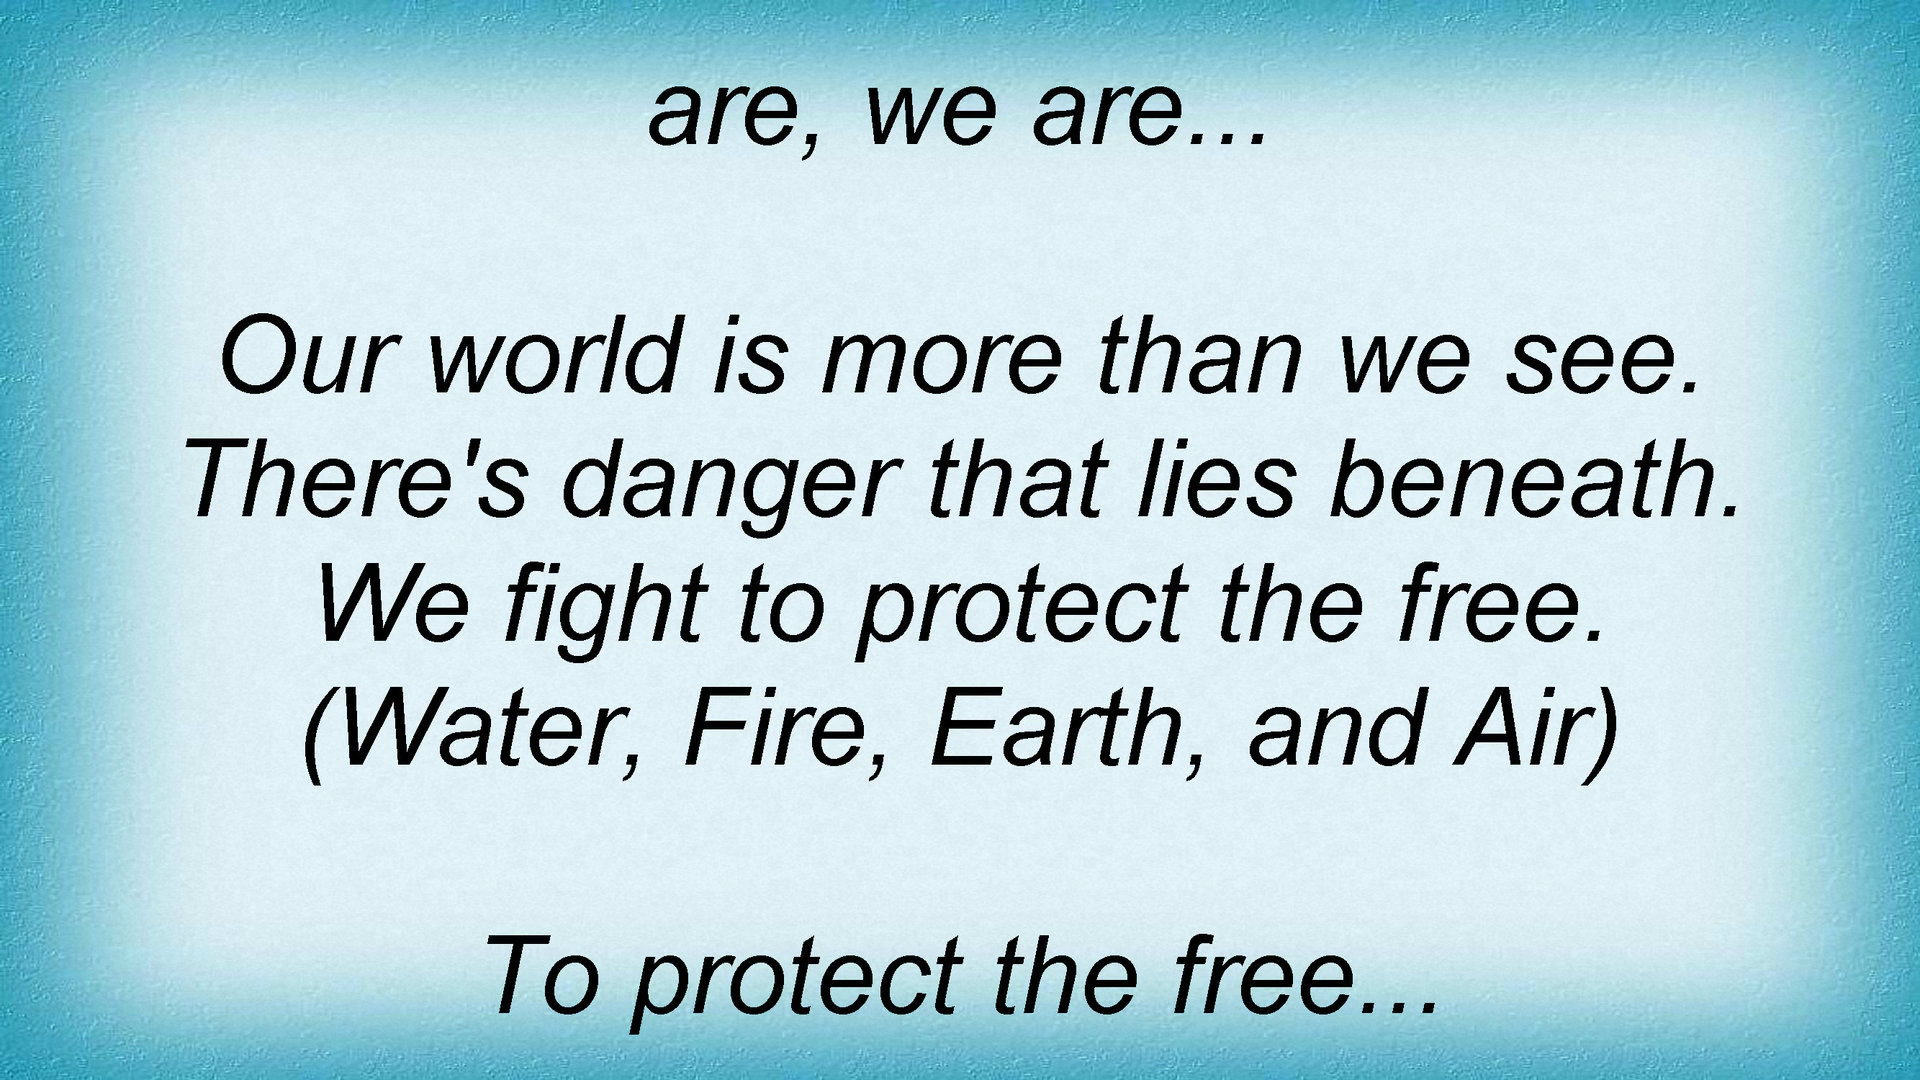 are, we are...
Our world is more than we see.
There's danger that lies beneath.
We fight to protect the free.
(Water, Fire, Earth, and Air)
To protect the free...